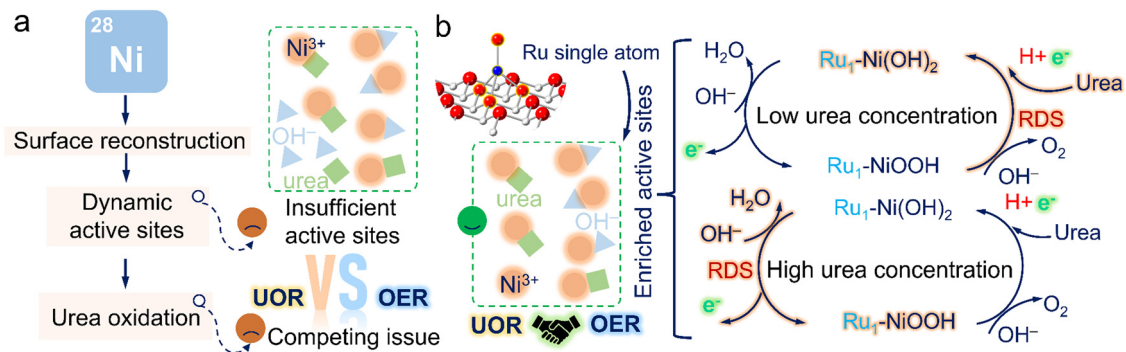 a
28
Ni
Surface reconstruction
Dynamic
active sites
Urea oxidation
Ni³⁺
OH⁻
urea
Insufficient
active sites
VS
UOR
OER
Competing issue
b
Ru single atom
urea
OH⁻
Ni³⁺
UOR
OER
Enriched active sites
H₂O
Ru₁-Ni(OH)₂
H+ e⁻
Urea
OH⁻
Low urea concentration
RDS
e⁻
Ru₁-NiOOH
O₂
OH⁻
H₂O
Ru₁-Ni(OH)₂
H+ e⁻
Urea
OH⁻
RDS
High urea concentration
e⁻
Ru₁-NiOOH
O₂
OH⁻